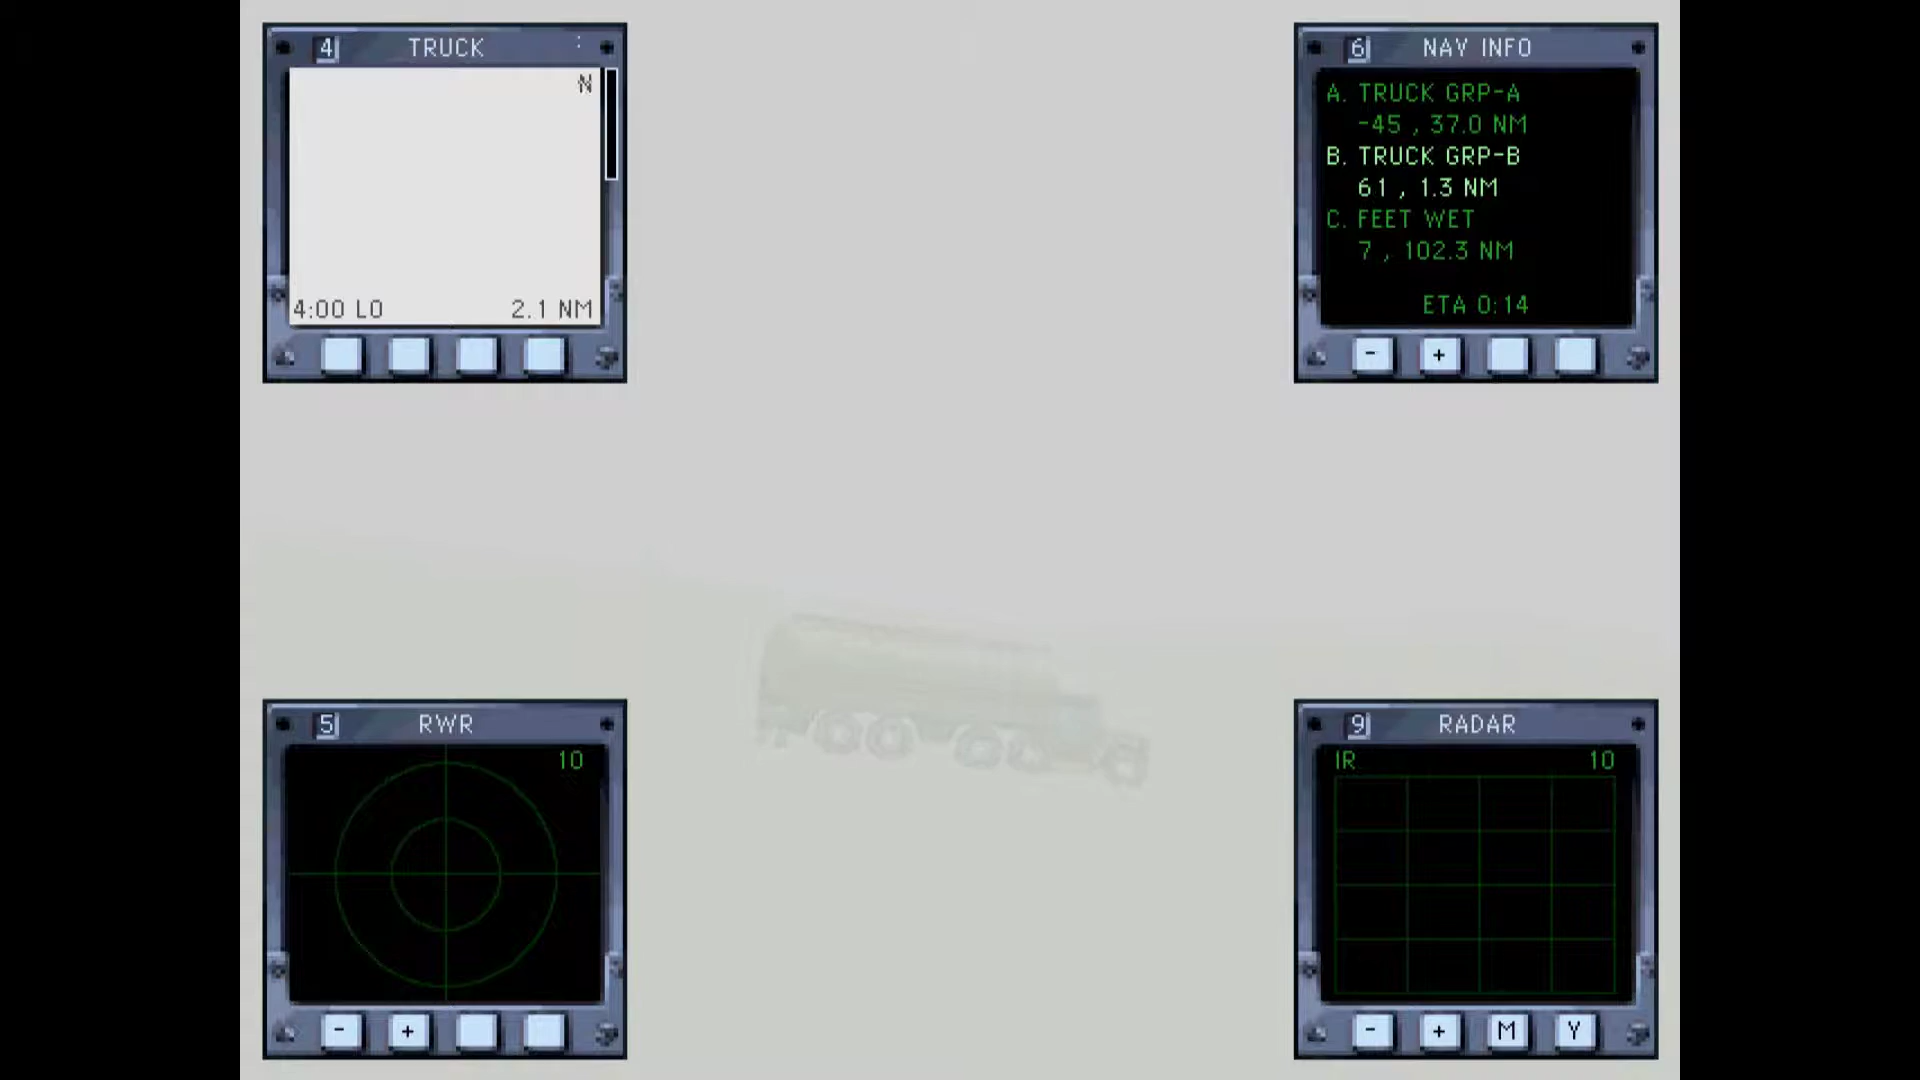 4 TRUCK :
N
4:00 LO 2.1 NM
6 NAV INFO
A. TRUCK GRP-A
-45 , 37.0 NM
B. TRUCK GRP-B
61 , 1.3 NM
C. FEET WET
7 , 102.3 NM
ETA 0:14
- +
5 RWR
10
- +
9 RADAR
IR 10
- + M Y